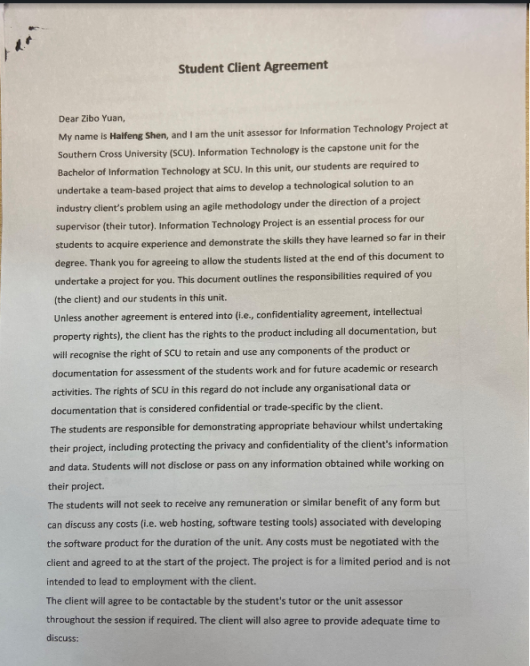 Student Client Agreement
Dear Zibo Yuan,
My name is Haifeng Shen, and I am the unit assessor for Information Technology Project at
Southern Cross University (SCU). Information Technology is the capstone unit for the
Bachelor of Information Technology at SCU. In this unit, our students are required to
undertake a team-based project that aims to develop a technological solution to an
industry client's problem using an agile methodology under the direction of a project
supervisor (their tutor). Information Technology Project is an essential process for our
students to acquire experience and demonstrate the skills they have learned so far in their
degree. Thank you for agreeing to allow the students listed at the end of this document to
undertake a project for you. This document outlines the responsibilities required of you
(the client) and our students in this unit.
Unless another agreement is entered into (i.e., confidentiality agreement, intellectual
property rights), the client has the rights to the product including all documentation, but
will recognise the right of SCU to retain and use any components of the product or
documentation for assessment of the students work and for future academic or research
activities. The rights of SCU in this regard do not include any organisational data or
documentation that is considered confidential or trade-specific by the client.
The students are responsible for demonstrating appropriate behaviour whilst undertaking
their project, including protecting the privacy and confidentiality of the client's information
and data. Students will not disclose or pass on any information obtained while working on
their project.
The students will not seek to receive any remuneration or similar benefit of any form but
can discuss any costs (i.e. web hosting, software testing tools) associated with developing
the software product for the duration of the unit. Any costs must be negotiated with the
client and agreed to at the start of the project. The project is for a limited period and is not
intended to lead to employment with the client.
The client will agree to be contactable by the student's tutor or the unit assessor
throughout the session if required. The client will also agree to provide adequate time to
discuss: